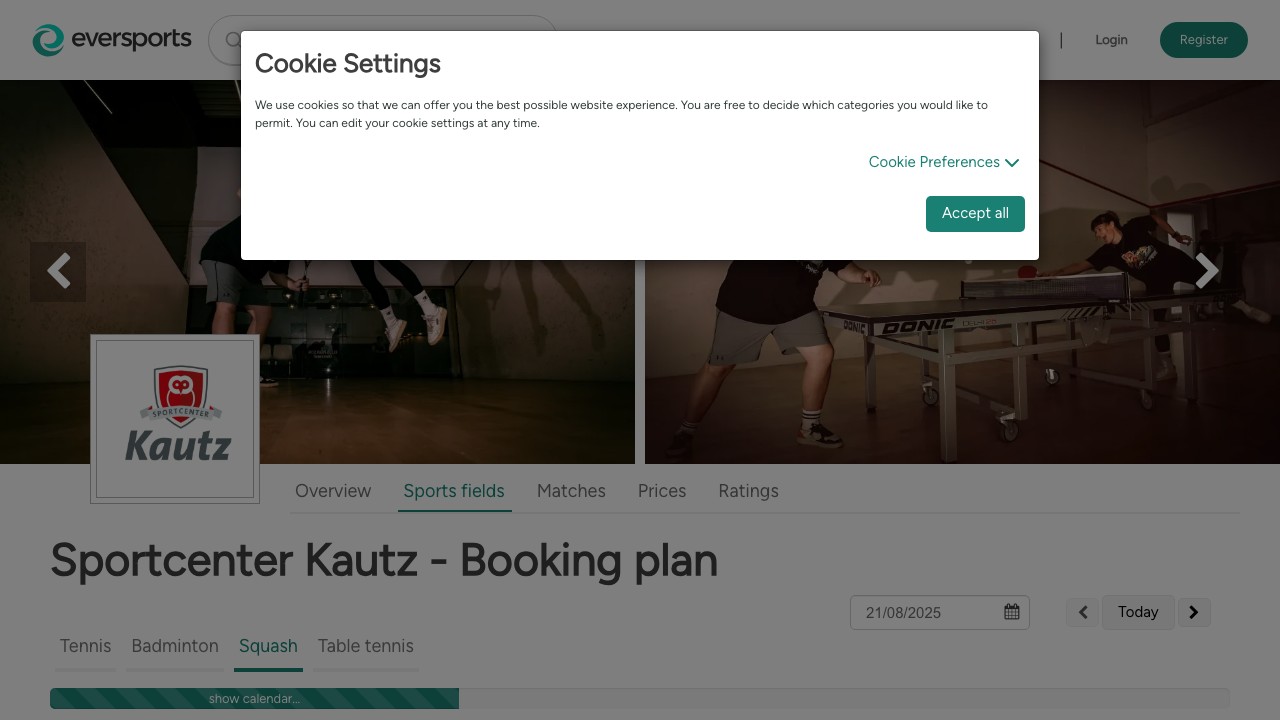 eversports
|
Login
Register
Cookie Settings
We use cookies so that we can offer you the best possible website experience. You are free to decide which categories you would like to
permit. You can edit your cookie settings at any time.
Cookie Preferences
Accept all
DONIC
DONIC
SPORTCENTER
Kautz
Overview
Sports fields
Matches
Prices
Ratings
Sportcenter Kautz - Booking plan
21/08/2025
Today
Tennis
Badminton
Squash
Table tennis
show calendar...